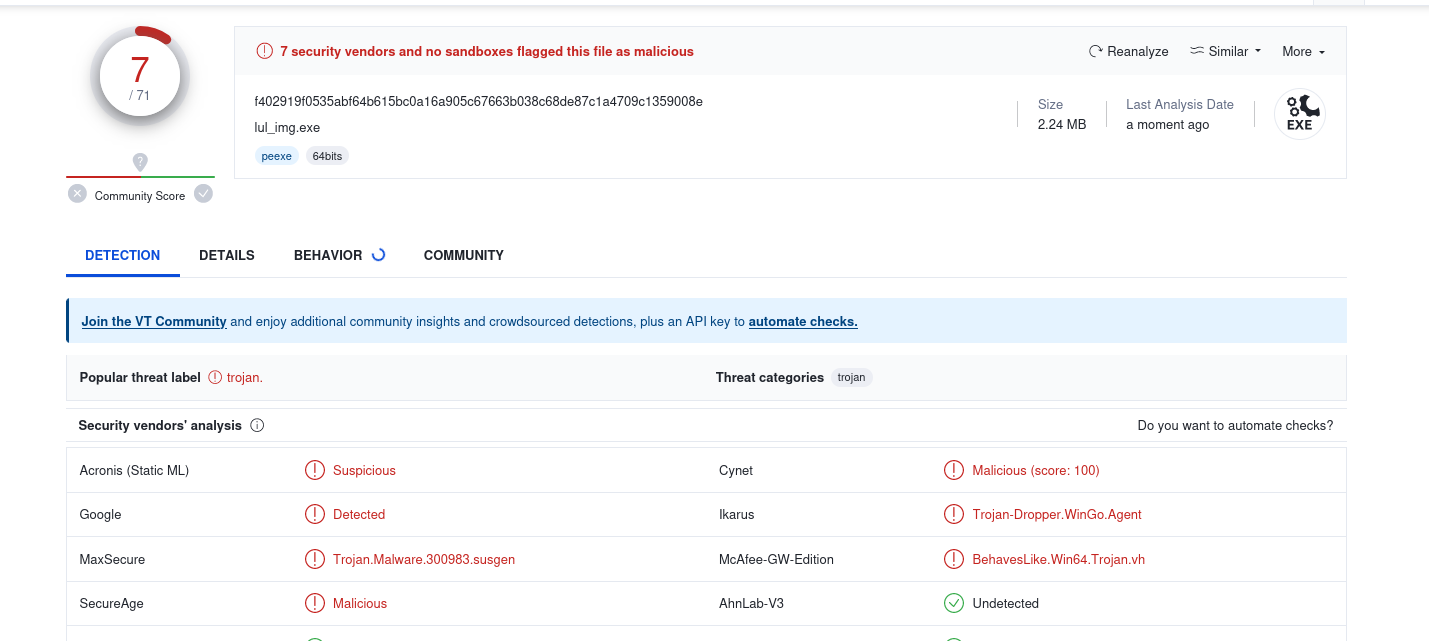 7
/ 71
Community Score
7 security vendors and no sandboxes flagged this file as malicious
Reanalyze Similar More
f402919f0535abf64b615bc0a16a905c67663b038c68de87c1a4709c1359008e
lul_img.exe
peexe 64bits
Size
2.24 MB
Last Analysis Date
a moment ago
EXE
DETECTION DETAILS BEHAVIOR COMMUNITY
Join the VT Community and enjoy additional community insights and crowdsourced detections, plus an API key to automate checks.
Popular threat label trojan. Threat categories trojan
Security vendors' analysis Do you want to automate checks?
Acronis (Static ML) Suspicious Cynet Malicious (score: 100)
Google Detected Ikarus Trojan-Dropper.WinGo.Agent
MaxSecure Trojan.Malware.300983.susgen McAfee-GW-Edition BehavesLike.Win64.Trojan.vh
SecureAge Malicious AhnLab-V3 Undetected